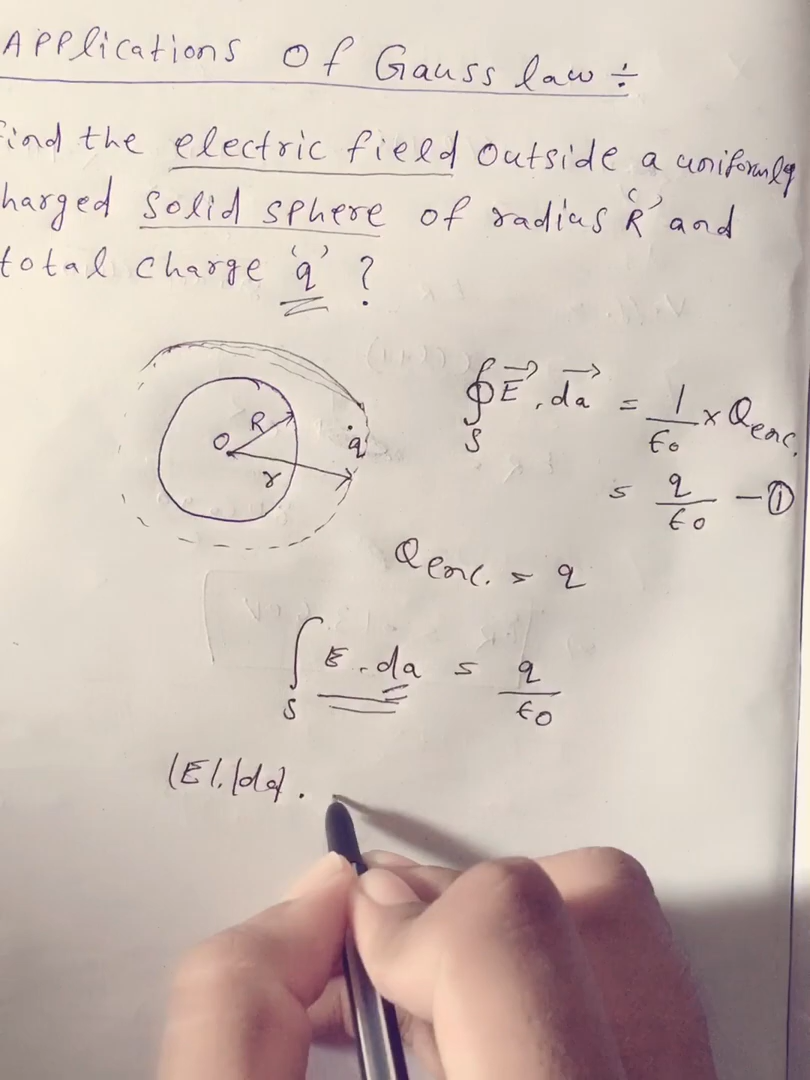 Applications Of Gauss law ÷
find the electric field outside a uniformly
harged solid sphere of radius 'R' and
total charge 'q' ?
R
O
r
q
∮ E⃗ . da⃗ = 1/ϵ0 x Qenc.
S
= q/ϵ0 — ①
Qenc. = q
∫ E . da = q/ϵ0
S
|E|.|da| .